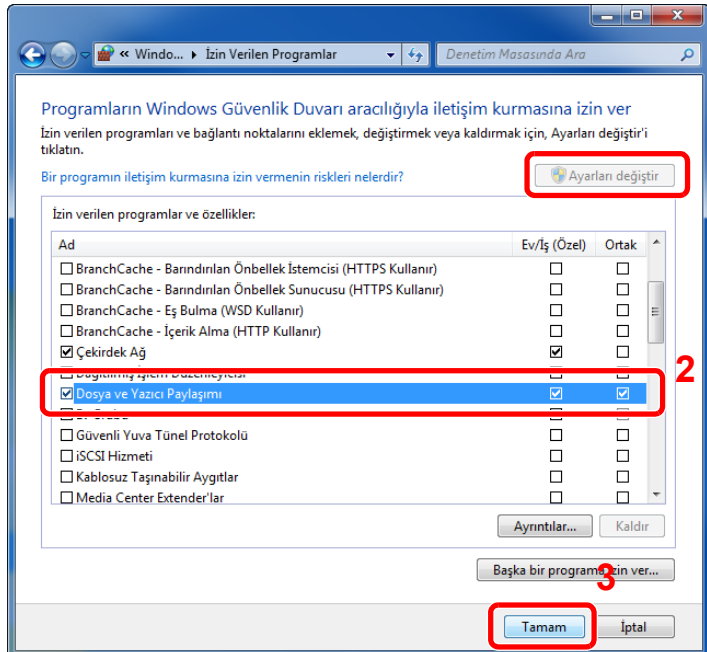 « Windo... ▸ İzin Verilen Programlar
Denetim Masasında Ara
Programların Windows Güvenlik Duvarı aracılığıyla iletişim kurmasına izin ver
İzin verilen programları ve bağlantı noktalarını eklemek, değiştirmek veya kaldırmak için, Ayarları değiştir'i
tıklatın.
Bir programın iletişim kurmasına izin vermenin riskleri nelerdir?
Ayarları değiştir
İzin verilen programlar ve özellikler:
Ad Ev/İş (Özel) Ortak
BranchCache - Barındırılan Önbellek İstemcisi (HTTPS Kullanır)
BranchCache - Barındırılan Önbellek Sunucusu (HTTPS Kullanır)
BranchCache - Eş Bulma (WSD Kullanır)
BranchCache - İçerik Alma (HTTP Kullanır)
Çekirdek Ağ
2
Dosya ve Yazıcı Paylaşımı
Güvenli Yuva Tünel Protokolü
iSCSI Hizmeti
Kablosuz Taşınabilir Aygıtlar
Media Center Extender'lar
Ayrıntılar...
Kaldır
Başka bir programa izin ver...
3
Tamam
İptal